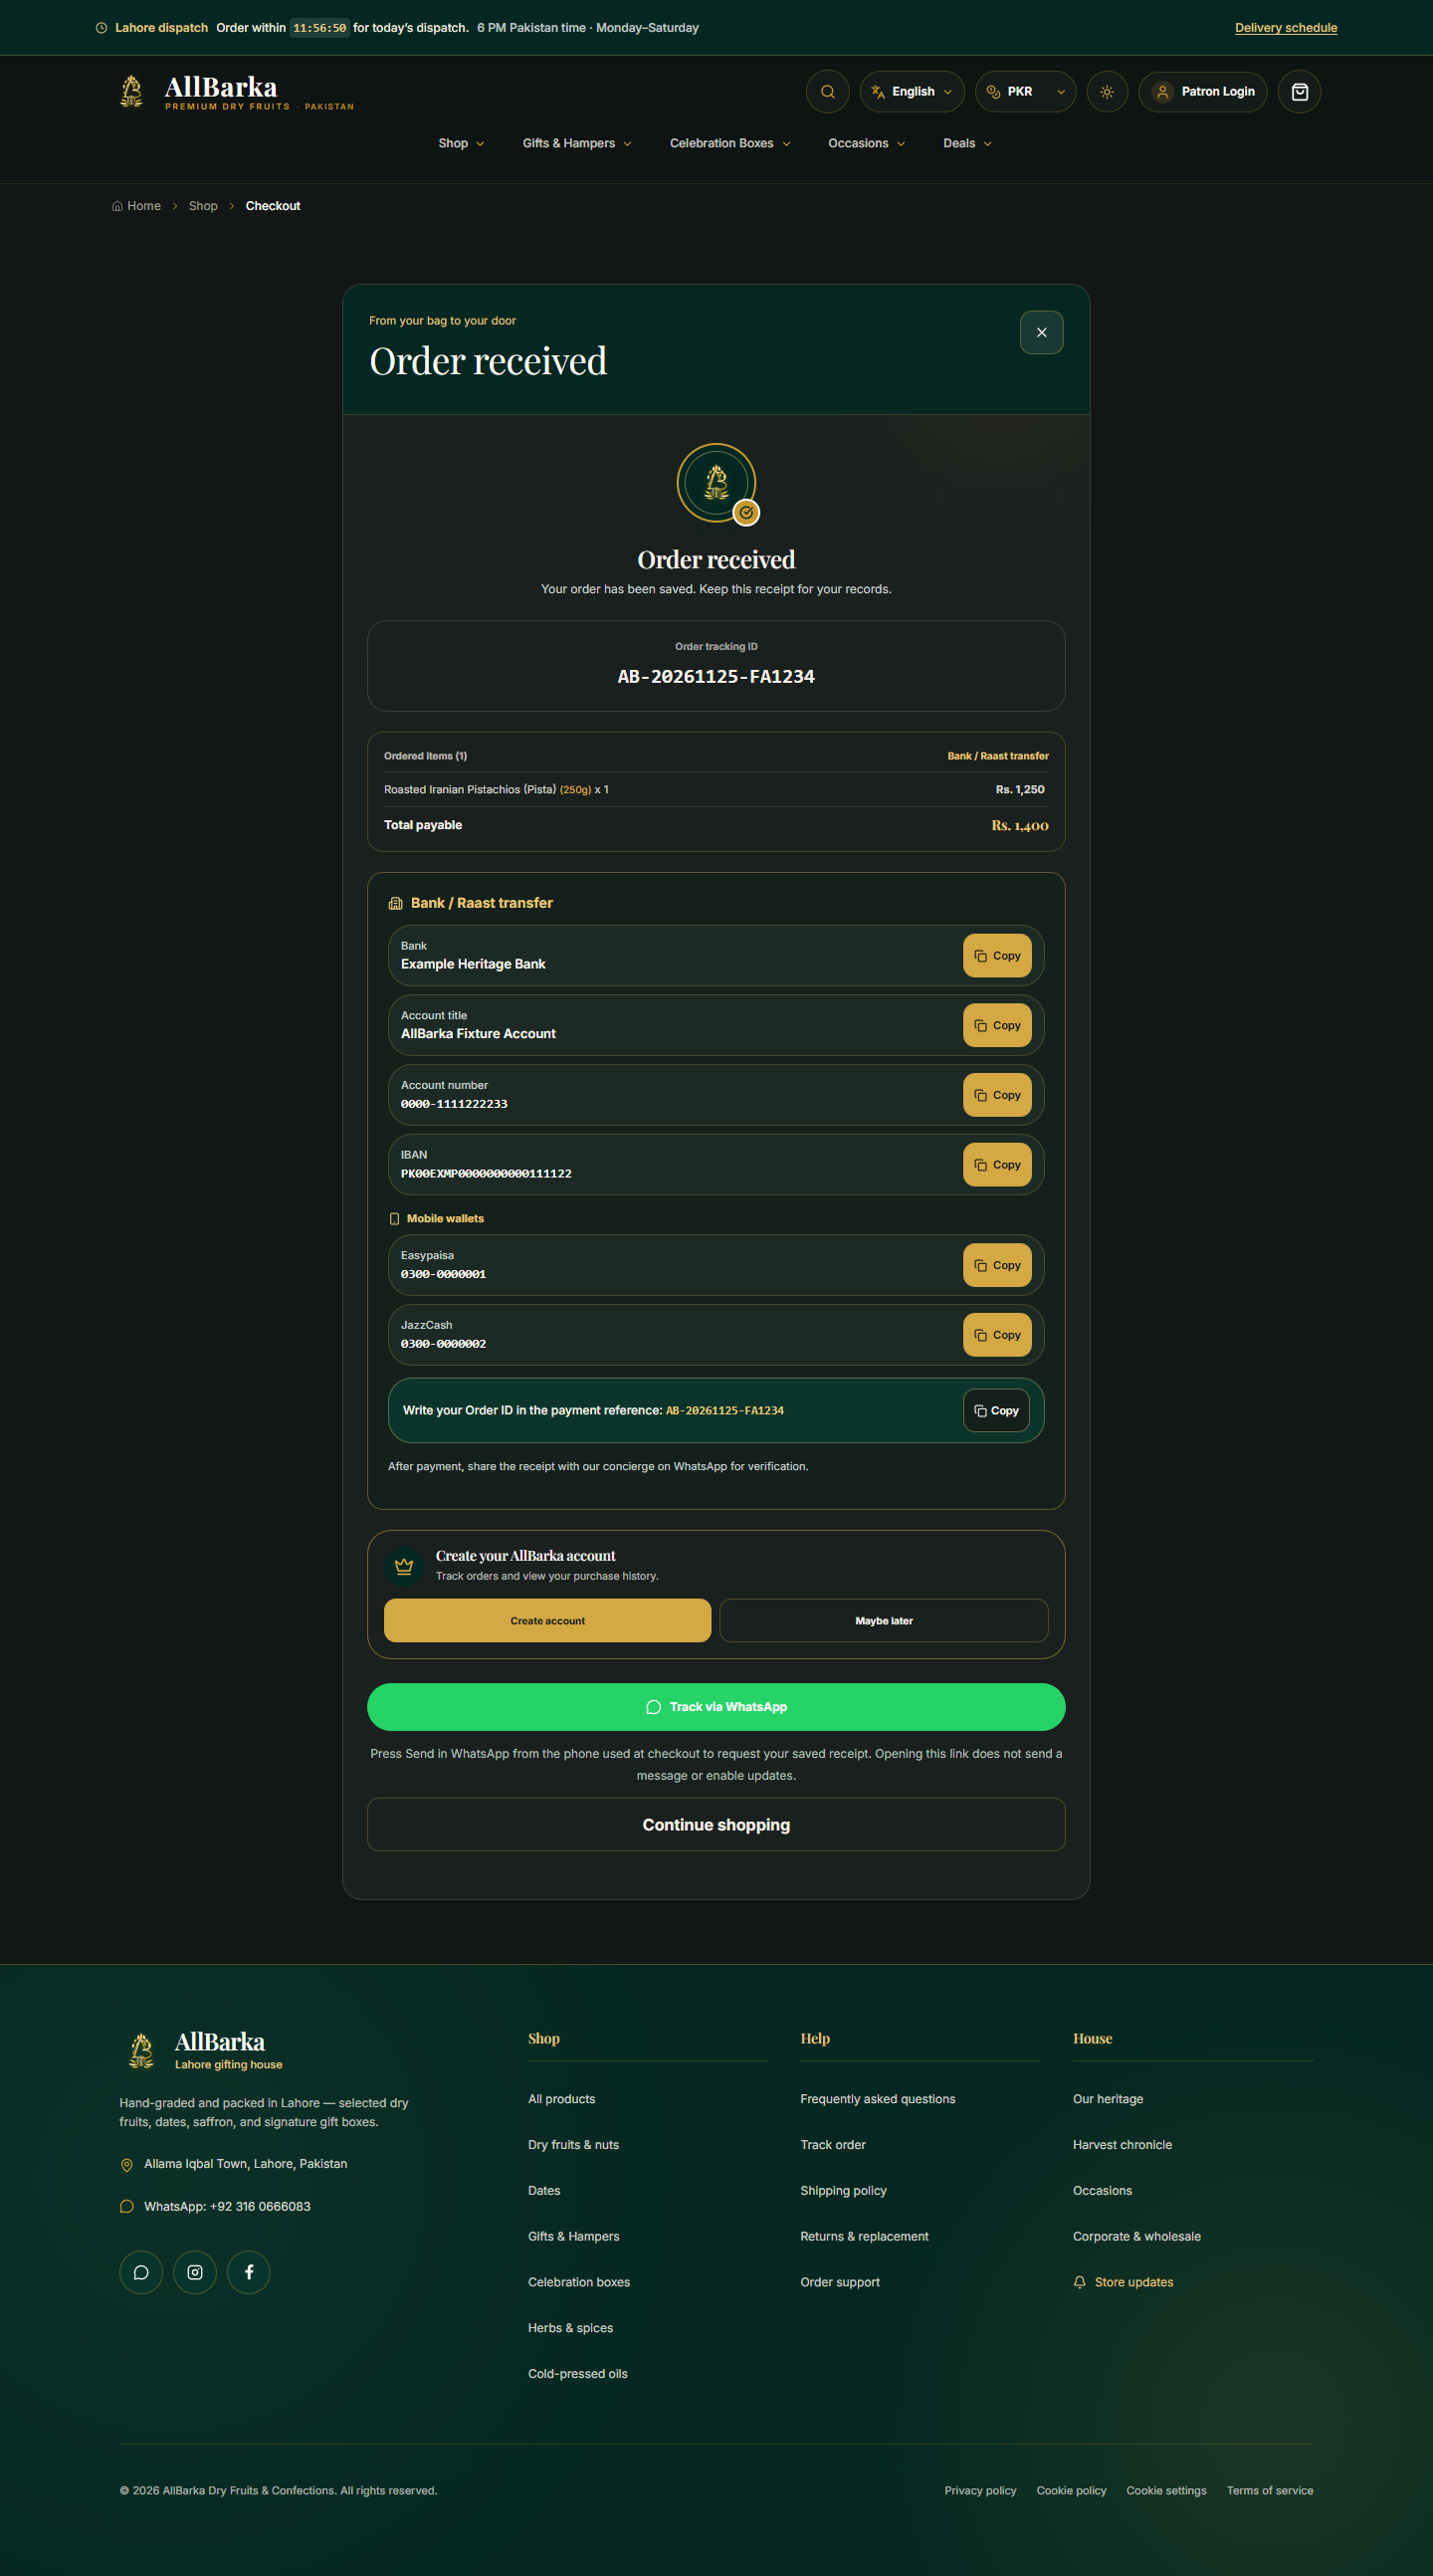 Lahore dispatch Order within 11:56:50 for today's dispatch. 6 PM Pakistan time · Monday–Saturday
Delivery schedule
AllBarka
PREMIUM DRY FRUITS · PAKISTAN
English
PKR
Patron Login
Shop
Gifts & Hampers
Celebration Boxes
Occasions
Deals
Home
Shop
Checkout
From your bag to your door
Order received
Order received
Your order has been saved. Keep this receipt for your records.
Order tracking ID
AB-20261125-FA1234
Ordered items (1)
Bank / Raast transfer
Roasted Iranian Pistachios (Pista) (250g) x 1
Rs. 1,250
Total payable
Rs. 1,400
Bank / Raast transfer
Bank
Example Heritage Bank
Copy
Account title
AllBarka Fixture Account
Copy
Account number
0000-1111222233
Copy
IBAN
PK00EXMP0000000000111122
Copy
Mobile wallets
Easypaisa
0300-0000001
Copy
JazzCash
0300-0000002
Copy
Write your Order ID in the payment reference: AB-20261125-FA1234
Copy
After payment, share the receipt with our concierge on WhatsApp for verification.
Create your AllBarka account
Track orders and view your purchase history.
Create account
Maybe later
Track via WhatsApp
Press Send in WhatsApp from the phone used at checkout to request your saved receipt. Opening this link does not send a
message or enable updates.
Continue shopping
AllBarka
Lahore gifting house
Hand-graded and packed in Lahore — selected dry
fruits, dates, saffron, and signature gift boxes.
Allama Iqbal Town, Lahore, Pakistan
WhatsApp: +92 316 0666083
Shop
All products
Dry fruits & nuts
Dates
Gifts & Hampers
Celebration boxes
Herbs & spices
Cold-pressed oils
Help
Frequently asked questions
Track order
Shipping policy
Returns & replacement
Order support
House
Our heritage
Harvest chronicle
Occasions
Corporate & wholesale
Store updates
© 2026 AllBarka Dry Fruits & Confections. All rights reserved.
Privacy policy
Cookie policy
Cookie settings
Terms of service